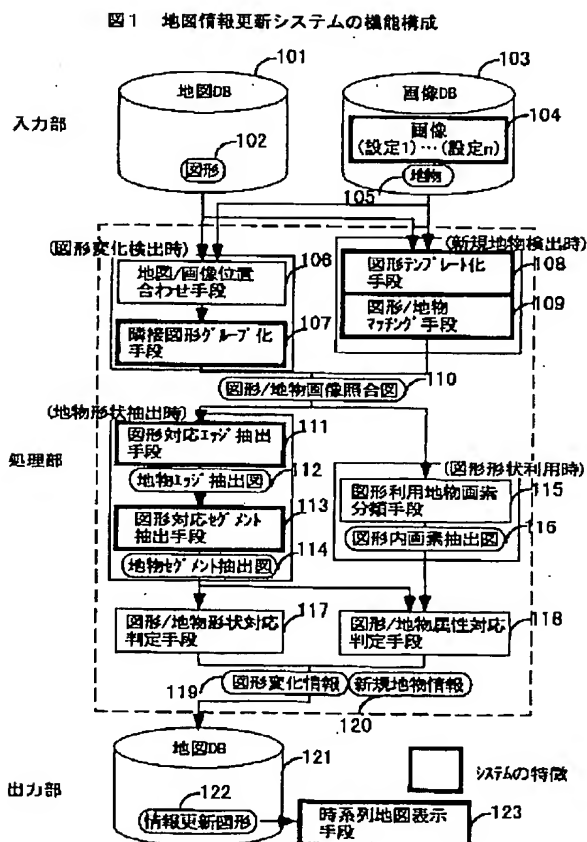 図1 地図情報更新システムの機能構成
101
103
地図DB
画像DB
入力部
102
図形
104
画像
(設定1)…(設定n)
地物
105
(図形変化検出時)
(新規地物検出時)
地図/画像位置
合わせ手段
106
図形テンプレート化
手段
108
隣接図形グループ化
手段
107
図形/地物
マッチング手段
109
図形/地物画像照合図
110
(地物形状抽出時)
図形対応エッジ抽出
手段
111
処理部
地物エッジ抽出図
112
(図形形状利用時)
図形対応セグメント
抽出手段
113
図形利用地物画素
分類手段
115
地物セグメント抽出図
114
図形内画素抽出図
116
図形/地物形状対応
判定手段
117
図形/地物属性対応
判定手段
118
119
図形変化情報
新規地物情報
120
地図DB
121
出力部
システムの特徴
122
情報更新図形
時系列地図表示
手段
123